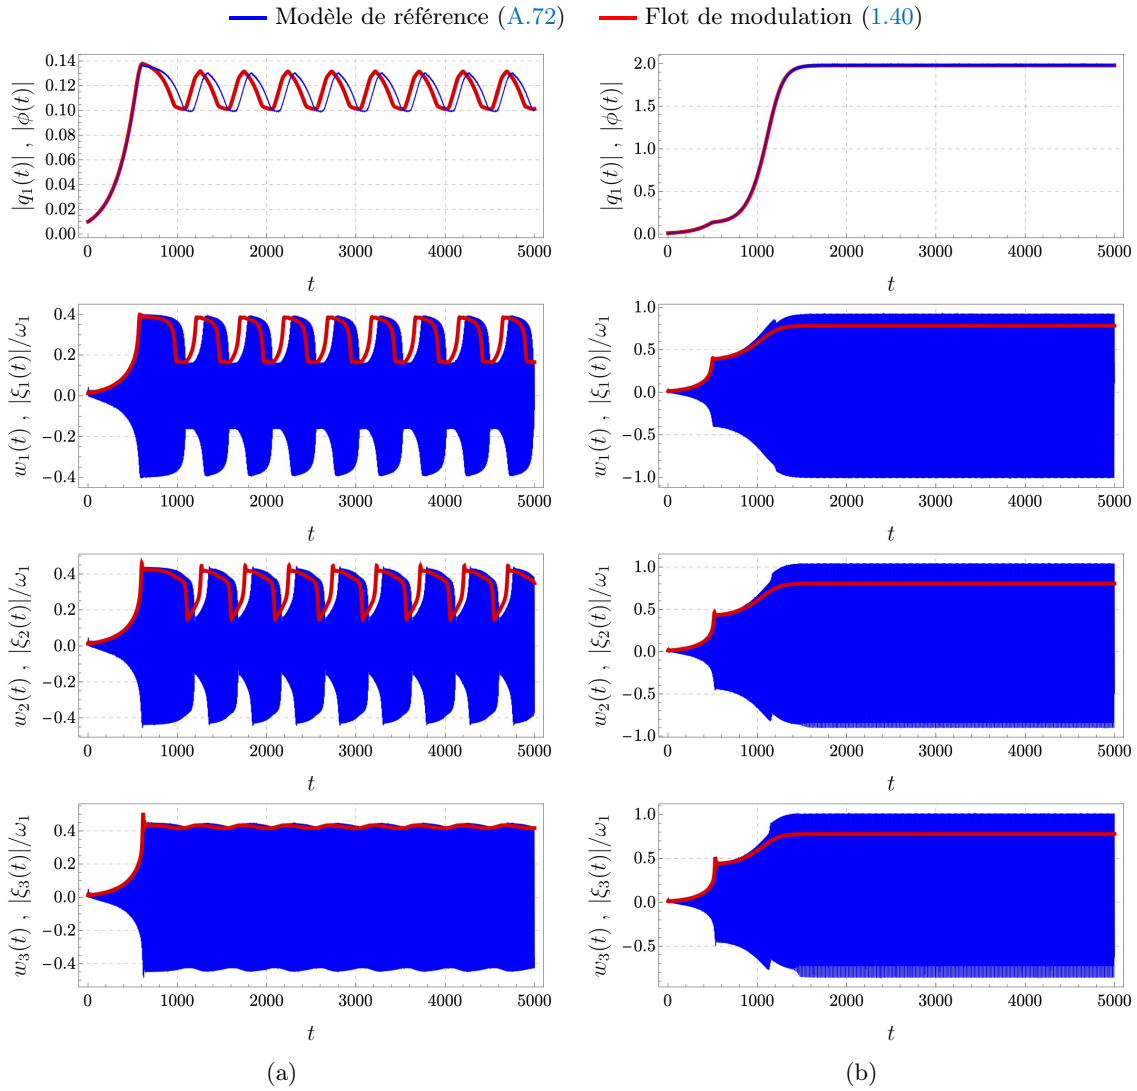 Modèle de référence (A.72) Flot de modulation (1.40)
|q₁(t)| , |ϕ(t)|
0.14
0.12
0.10
0.08
0.06
0.04
0.02
0.00
0 1000 2000 3000 4000 5000
t
|q₁(t)| , |ϕ(t)|
2.0
1.5
1.0
0.5
0.0
0 1000 2000 3000 4000 5000
t
w₁(t) , |ξ₁(t)|/ω₁
0.4
0.2
0.0
−0.2
−0.4
0 1000 2000 3000 4000 5000
t
w₁(t) , |ξ₁(t)|/ω₁
1.0
0.5
0.0
−0.5
−1.0
0 1000 2000 3000 4000 5000
t
w₂(t) , |ξ₂(t)|/ω₁
0.4
0.2
0.0
−0.2
−0.4
0 1000 2000 3000 4000 5000
t
w₂(t) , |ξ₂(t)|/ω₁
1.0
0.5
0.0
−0.5
−1.0
0 1000 2000 3000 4000 5000
t
w₃(t) , |ξ₃(t)|/ω₁
0.4
0.2
0.0
−0.2
−0.4
0 1000 2000 3000 4000 5000
t
w₃(t) , |ξ₃(t)|/ω₁
1.0
0.5
0.0
−0.5
0 1000 2000 3000 4000 5000
t
(a) (b)